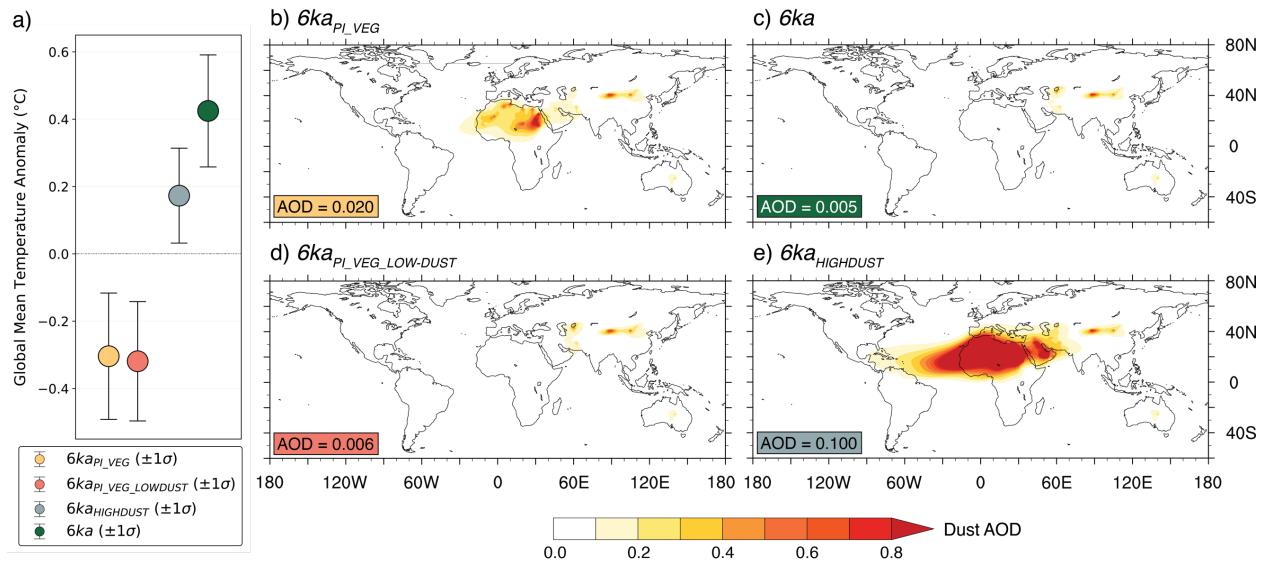 a)
Global Mean Temperature Anomaly (°C)
0.6
0.4
0.2
0.0
−0.2
−0.4
6ka_PI_VEG (±1σ)
6ka_PI_VEG_LOWDUST (±1σ)
6ka_HIGHDUST (±1σ)
6ka (±1σ)
b) 6ka_PI_VEG
AOD = 0.020
c) 6ka
80N
40N
0
40S
AOD = 0.005
d) 6ka_PI_VEG_LOW-DUST
AOD = 0.006
180 120W 60W 0 60E 120E 180
e) 6ka_HIGHDUST
80N
40N
0
40S
AOD = 0.100
120W 60W 0 60E 120E 180
0.0 0.2 0.4 0.6 0.8
Dust AOD